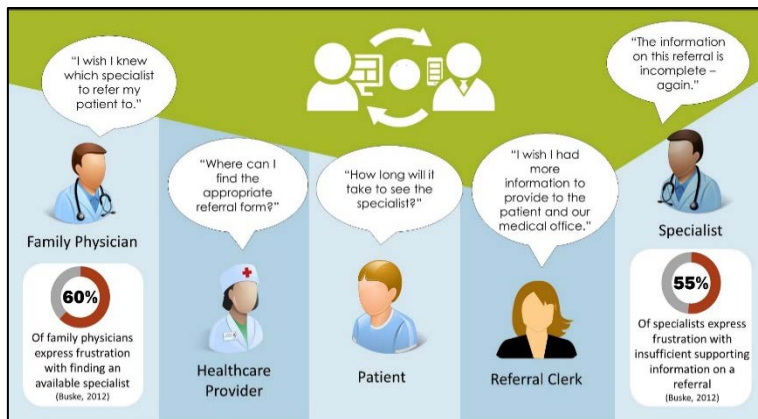 “I wish I knew
which specialist
to refer my
patient to.”
Family Physician
60%
Of family physicians
express frustration
with finding an
available specialist
(Buske, 2012)
“Where can I
find the
appropriate
referral form?”
Healthcare
Provider
“How long will it
take to see the
specialist?”
Patient
“I wish I had
more
information to
provide to the
patient and our
medical office.”
Referral Clerk
“The information
on this referral is
incomplete –
again.”
Specialist
55%
Of specialists express
frustration with
insufficient supporting
information on a
referral
(Buske, 2012)